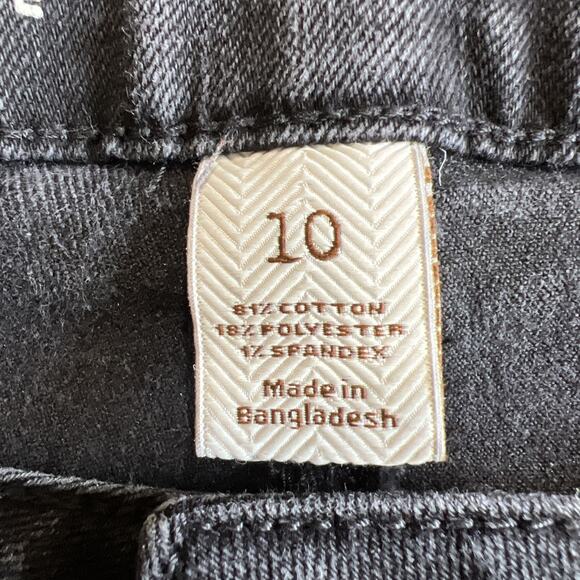 10
81% COTTON
18% POLYESTER
1% SPANDEX
Made in
Bangladesh